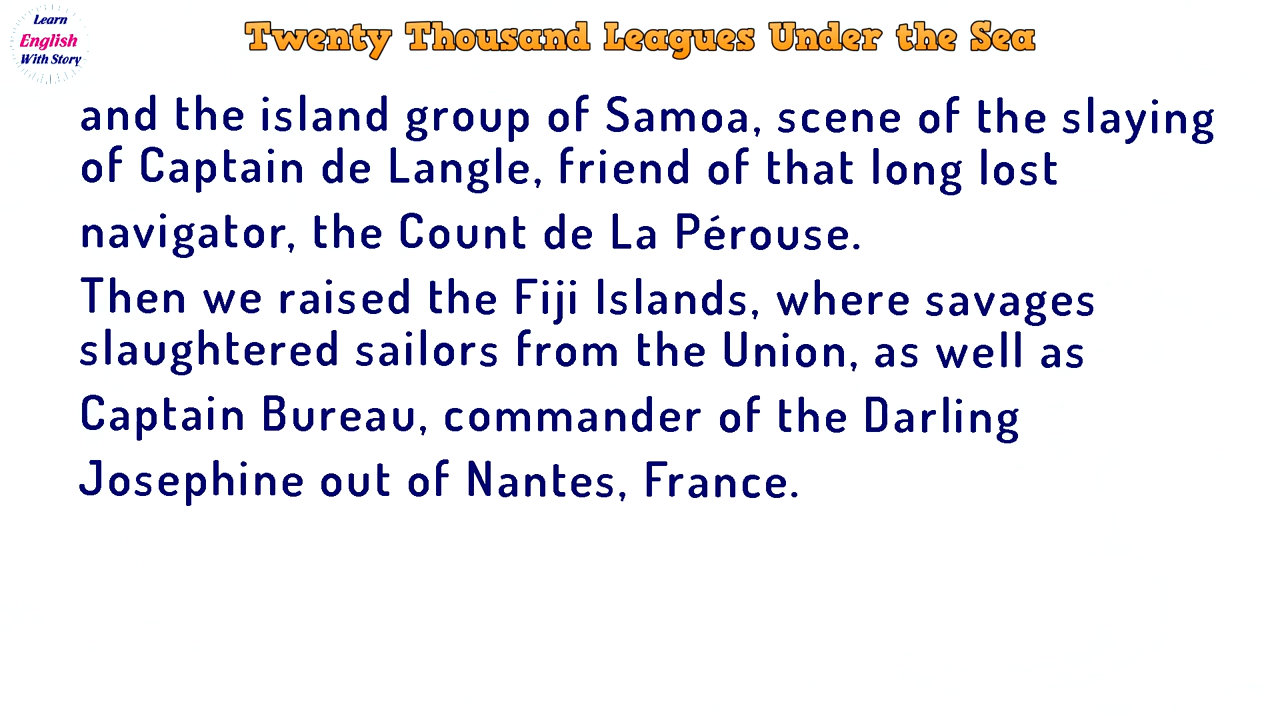 Learn
English
With Story
Twenty Thousand Leagues Under the Sea
and the island group of Samoa, scene of the slaying
of Captain de Langle, friend of that long lost
navigator, the Count de La Pérouse.
Then we raised the Fiji Islands, where savages
slaughtered sailors from the Union, as well as
Captain Bureau, commander of the Darling
Josephine out of Nantes, France.